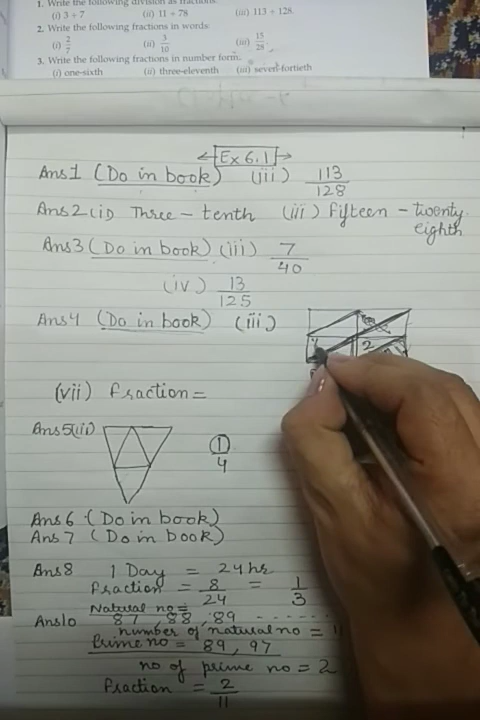 1. Write the following division as fractions.
(i) 3 ÷ 7 (ii) 11 ÷ 78 (iii) 113 ÷ 128.
2. Write the following fractions in words:
(i) 2/7 (ii) 3/10 (iii) 15/28
3. Write the following fractions in number form:
(i) one-sixth (ii) three-eleventh (iii) seven-fortieth
Ex 6.1
Ans1 (Do in book) (iii) 113/128
Ans2 (ii) Three - tenth (iii) fifteen - twenty
eighth
Ans3 (Do in book) (iii) 7/40
(iv) 13/125
Ans4 (Do in book) (iii)
2
(vii) fraction =
Ans5(ii) 1/4
Ans6 (Do in book)
Ans7 (Do in book)
Ans8 1 Day = 24hr
fraction = 8/24 = 1/3
Natural no =
Ans10 87, 88, 89 - - - - - -
number of natural no = 11
Prime no = 89, 97
no of prime no = 2
fraction = 2/11